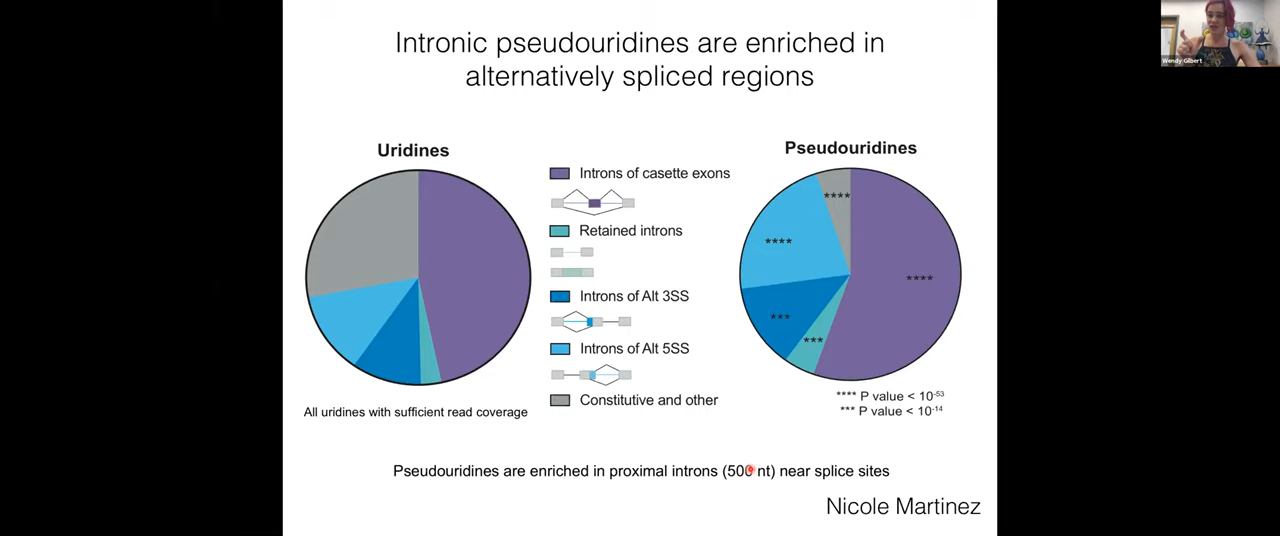 Intronic pseudouridines are enriched in
alternatively spliced regions
Wendy Gilbert
Uridines
All uridines with sufficient read coverage
Introns of casette exons
Retained introns
Introns of Alt 3SS
Introns of Alt 5SS
Constitutive and other
Pseudouridines
****
****
****
***
***
**** P value < 10-53
*** P value < 10-14
Pseudouridines are enriched in proximal introns (500 nt) near splice sites
Nicole Martinez